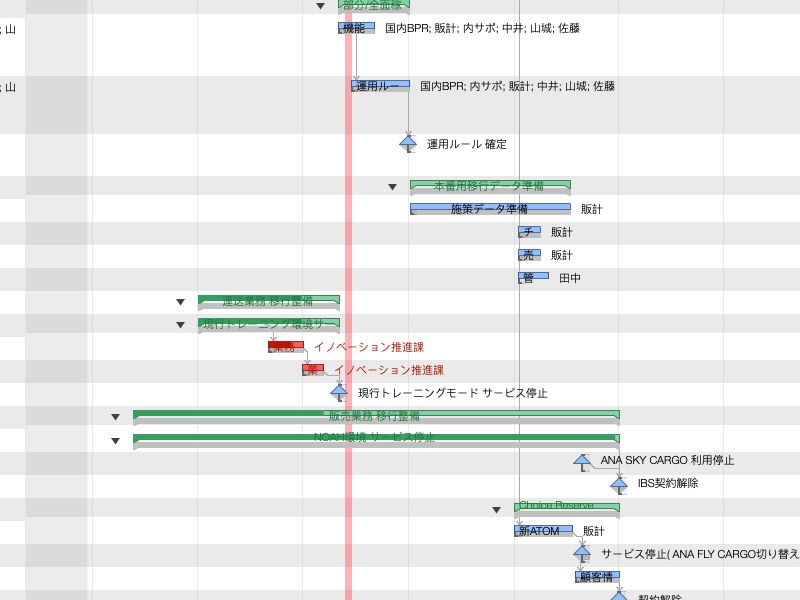 部分/全面稼
; 山
機能
国内BPR; 販計; 内サポ; 中井; 山城; 佐藤
; 山
運用ルー
国内BPR; 内サポ; 販計; 中井; 山城; 佐藤
運用ルール 確定
本番用移行データ準備
施策データ準備
販計
チ
販計
売
販計
管
田中
運送業務 移行整備
現行トレーニング環境サ
業務
イノベーション推進課
業
イノベーション推進課
現行トレーニングモード サービス停止
販売業務 移行整備
NOAH環境 サービス停止
ANA SKY CARGO 利用停止
IBS契約解除
Choice Reserve
新ATOM
販計
サービス停止( ANA FLY CARGO切り替え
顧客情
契約解除